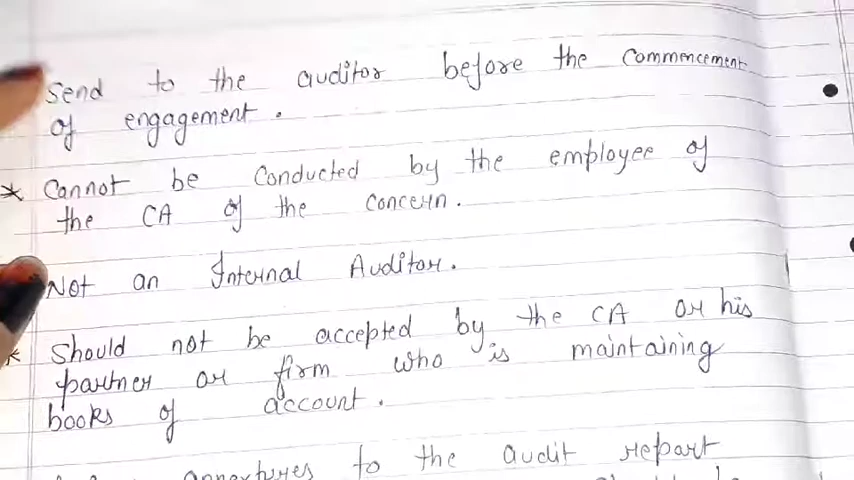 Send to the auditor before the Commencement
of engagement.
* Cannot be Conducted by the employee of
the CA of the Concern.
Not an Internal Auditor.
* Should not be accepted by the CA or his
partner or firm who is maintaining
books of account.
annextures to the audit report